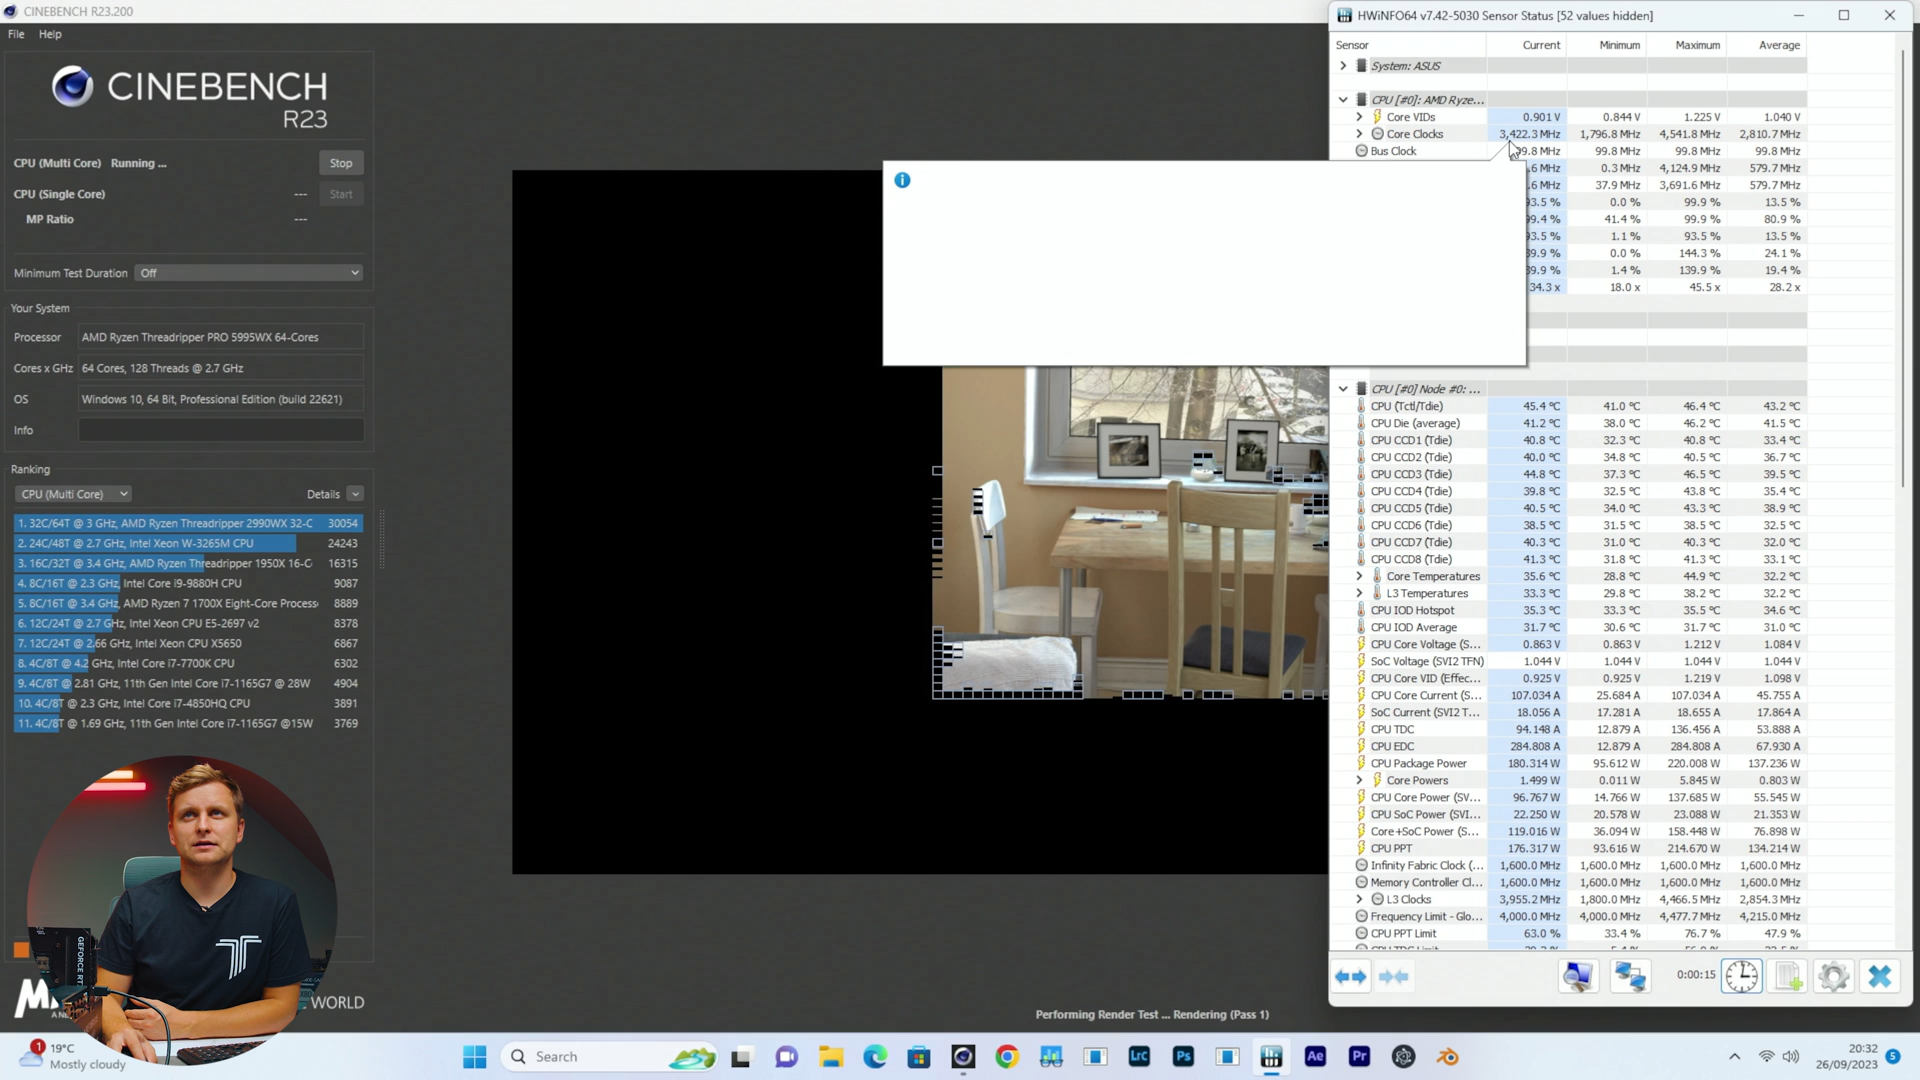 CINEBENCH R23.200
File Help
CINEBENCH
R23
CPU (Multi Core) Running ... Stop
CPU (Single Core) --- Start
MP Ratio ---
Minimum Test Duration Off
Your System
Processor AMD Ryzen Threadripper PRO 5995WX 64-Cores
Cores x GHz 64 Cores, 128 Threads @ 2.7 GHz
OS Windows 10, 64 Bit, Professional Edition (build 22621)
Info
Ranking
CPU (Multi Core) Details
1. 32C/64T @ 3 GHz, AMD Ryzen Threadripper 2990WX 32-C 30054
2. 24C/48T @ 2.7 GHz, Intel Xeon W-3265M CPU 24243
3. 16C/32T @ 3.4 GHz, AMD Ryzen Threadripper 1950X 16-C 16315
4. 8C/16T @ 2.3 GHz, Intel Core i9-9880H CPU 9087
5. 8C/16T @ 3.4 GHz, AMD Ryzen 7 1700X Eight-Core Process 8889
6. 12C/24T @ 2.7 GHz, Intel Xeon CPU E5-2697 v2 8378
7. 12C/24T @ 2.66 GHz, Intel Xeon CPU X5650 6867
8. 4C/8T @ 4.2 GHz, Intel Core i7-7700K CPU 6302
9. 4C/8T @ 2.81 GHz, 11th Gen Intel Core i7-1165G7 @ 28W 4904
10. 4C/8T @ 2.3 GHz, Intel Core i7-4850HQ CPU 3891
11. 4C/8T @ 1.69 GHz, 11th Gen Intel Core i7-1165G7 @15W 3769
GEFORCE RT
WORLD
Performing Render Test ... Rendering (Pass 1)
HWiNFO64 v7.42-5030 Sensor Status [52 values hidden]
Sensor Current Minimum Maximum Average
System: ASUS
CPU [#0]: AMD Ryze...
Core VIDs 0.901 V 0.844 V 1.225 V 1.040 V
Core Clocks 3,422.3 MHz 1,796.8 MHz 4,541.8 MHz 2,810.7 MHz
Bus Clock 99.8 MHz 99.8 MHz 99.8 MHz 99.8 MHz
.6 MHz 0.3 MHz 4,124.9 MHz 579.7 MHz
.6 MHz 37.9 MHz 3,691.6 MHz 579.7 MHz
93.5 % 0.0 % 99.9 % 13.5 %
99.4 % 41.4 % 99.9 % 80.9 %
93.5 % 1.1 % 93.5 % 13.5 %
39.9 % 0.0 % 144.3 % 24.1 %
39.9 % 1.4 % 139.9 % 19.4 %
34.3 x 18.0 x 45.5 x 28.2 x
CPU [#0] Node #0: ...
CPU (Tctl/Tdie) 45.4 °C 41.0 °C 46.4 °C 43.2 °C
CPU Die (average) 41.2 °C 38.0 °C 46.2 °C 41.5 °C
CPU CCD1 (Tdie) 40.8 °C 32.3 °C 40.8 °C 33.4 °C
CPU CCD2 (Tdie) 40.0 °C 34.8 °C 40.5 °C 36.7 °C
CPU CCD3 (Tdie) 44.8 °C 37.3 °C 46.5 °C 39.5 °C
CPU CCD4 (Tdie) 39.8 °C 32.5 °C 43.8 °C 35.4 °C
CPU CCD5 (Tdie) 40.5 °C 34.0 °C 43.3 °C 38.9 °C
CPU CCD6 (Tdie) 38.5 °C 31.5 °C 38.5 °C 32.5 °C
CPU CCD7 (Tdie) 40.3 °C 31.0 °C 40.3 °C 32.0 °C
CPU CCD8 (Tdie) 41.3 °C 31.8 °C 41.3 °C 33.1 °C
Core Temperatures 35.6 °C 28.8 °C 44.9 °C 32.2 °C
L3 Temperatures 33.3 °C 29.8 °C 38.2 °C 32.2 °C
CPU IOD Hotspot 35.3 °C 33.3 °C 35.5 °C 34.6 °C
CPU IOD Average 31.7 °C 30.6 °C 31.7 °C 31.0 °C
CPU Core Voltage (S... 0.863 V 0.863 V 1.212 V 1.084 V
SoC Voltage (SVI2 TFN) 1.044 V 1.044 V 1.044 V 1.044 V
CPU Core VID (Effec... 0.925 V 0.925 V 1.219 V 1.098 V
CPU Core Current (S... 107.034 A 25.684 A 107.034 A 45.755 A
SoC Current (SVI2 T... 18.056 A 17.281 A 18.655 A 17.864 A
CPU TDC 94.148 A 12.879 A 136.456 A 53.888 A
CPU EDC 284.808 A 12.879 A 284.808 A 67.930 A
CPU Package Power 180.314 W 95.612 W 220.008 W 137.236 W
Core Powers 1.499 W 0.011 W 5.845 W 0.803 W
CPU Core Power (SV... 96.767 W 14.766 W 137.685 W 55.545 W
CPU SoC Power (SVI... 22.250 W 20.578 W 23.088 W 21.353 W
Core+SoC Power (S... 119.016 W 36.094 W 158.448 W 76.898 W
CPU PPT 176.317 W 93.616 W 214.670 W 134.214 W
Infinity Fabric Clock (... 1,600.0 MHz 1,600.0 MHz 1,600.0 MHz 1,600.0 MHz
Memory Controller Cl... 1,600.0 MHz 1,600.0 MHz 1,600.0 MHz 1,600.0 MHz
L3 Clocks 3,955.2 MHz 1,800.0 MHz 4,466.5 MHz 2,854.3 MHz
Frequency Limit - Glo... 4,000.0 MHz 4,000.0 MHz 4,477.7 MHz 4,215.0 MHz
CPU PPT Limit 63.0 % 33.4 % 76.7 % 47.9 %
0:00:15
1 19°C
Mostly cloudy
Search
Lrc Ps Ae Pr
20:32
26/09/2023 5